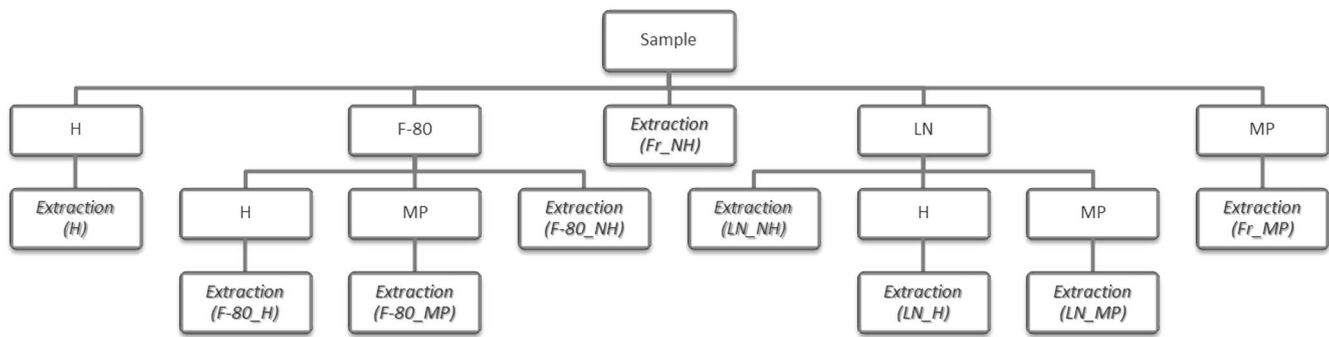 Sample
H
F-80
Extraction
(Fr_NH)
LN
MP
Extraction
(H)
H
MP
Extraction
(F-80_NH)
Extraction
(LN_NH)
H
MP
Extraction
(Fr_MP)
Extraction
(F-80_H)
Extraction
(F-80_MP)
Extraction
(LN_H)
Extraction
(LN_MP)